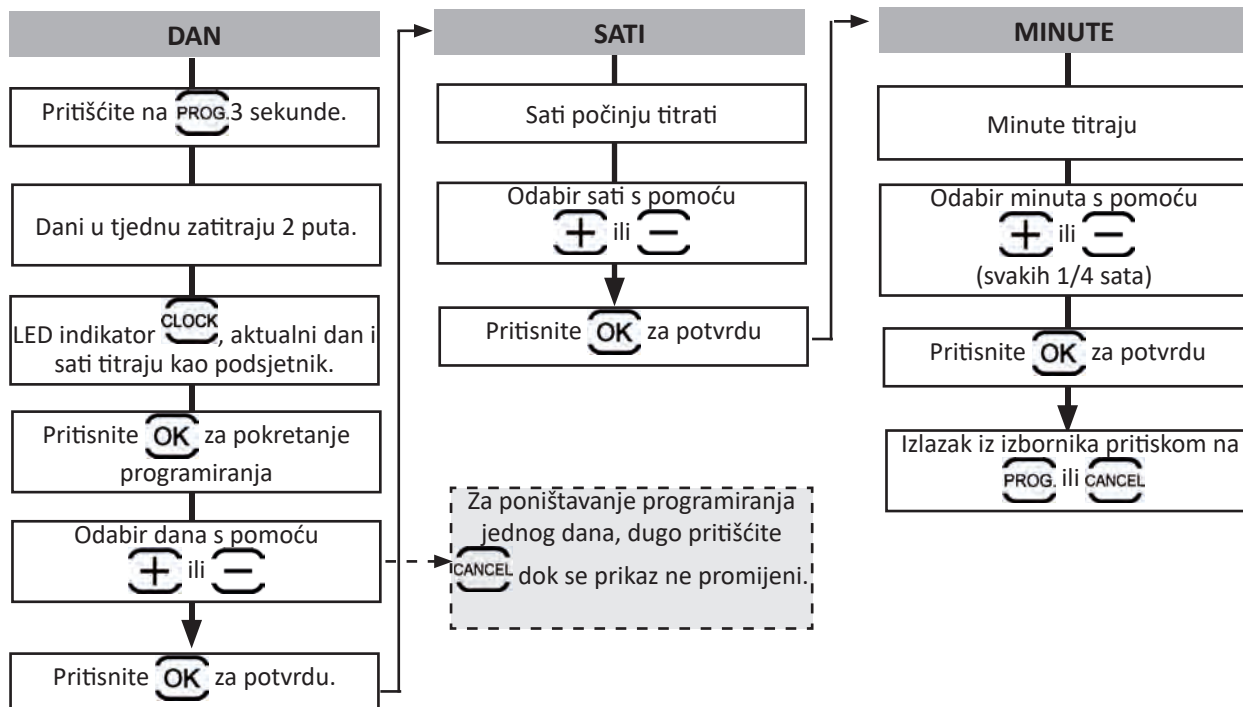 DAN
Pritišćite na PROG. 3 sekunde.
Dani u tjednu zatitraju 2 puta.
LED indikator CLOCK, aktualni dan i
sati titraju kao podsjetnik.
Pritisnite OK za pokretanje
programiranja
Odabir dana s pomoću
+ ili −
Pritisnite OK za potvrdu.
SATI
Sati počinju titrati
Odabir sati s pomoću
+ ili −
Pritisnite OK za potvrdu
Za poništavanje programiranja
jednog dana, dugo pritišćite
CANCEL dok se prikaz ne promijeni.
MINUTE
Minute titraju
Odabir minuta s pomoću
+ ili −
(svakih 1/4 sata)
Pritisnite OK za potvrdu
Izlazak iz izbornika pritiskom na
PROG. ili CANCEL